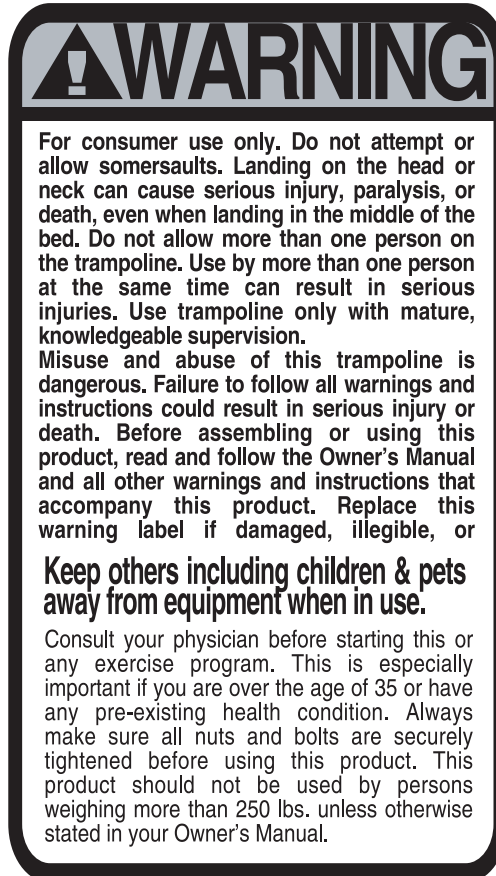 WARNING
For consumer use only. Do not attempt or
allow somersaults. Landing on the head or
neck can cause serious injury, paralysis, or
death, even when landing in the middle of the
bed. Do not allow more than one person on
the trampoline. Use by more than one person
at the same time can result in serious
injuries. Use trampoline only with mature,
knowledgeable supervision.
Misuse and abuse of this trampoline is
dangerous. Failure to follow all warnings and
instructions could result in serious injury or
death. Before assembling or using this
product, read and follow the Owner's Manual
and all other warnings and instructions that
accompany this product. Replace this
warning label if damaged, illegible, or
Keep others including children & pets
away from equipment when in use.
Consult your physician before starting this or
any exercise program. This is especially
important if you are over the age of 35 or have
any pre-existing health condition. Always
make sure all nuts and bolts are securely
tightened before using this product. This
product should not be used by persons
weighing more than 250 lbs. unless otherwise
stated in your Owner's Manual.